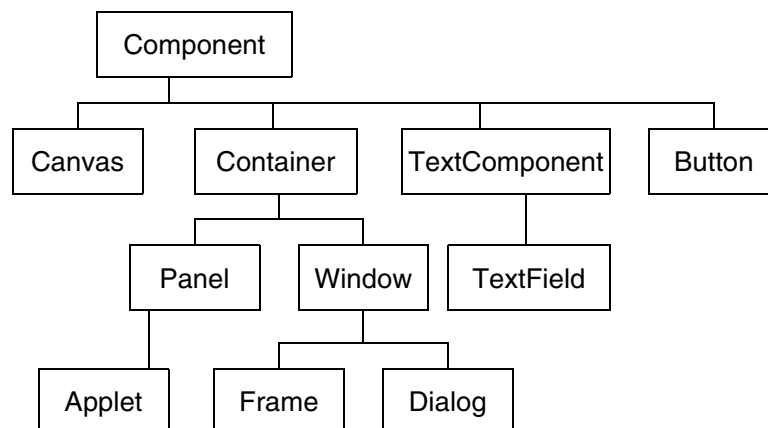 Component
Canvas
Container
TextComponent
Button
Panel
Window
TextField
Applet
Frame
Dialog